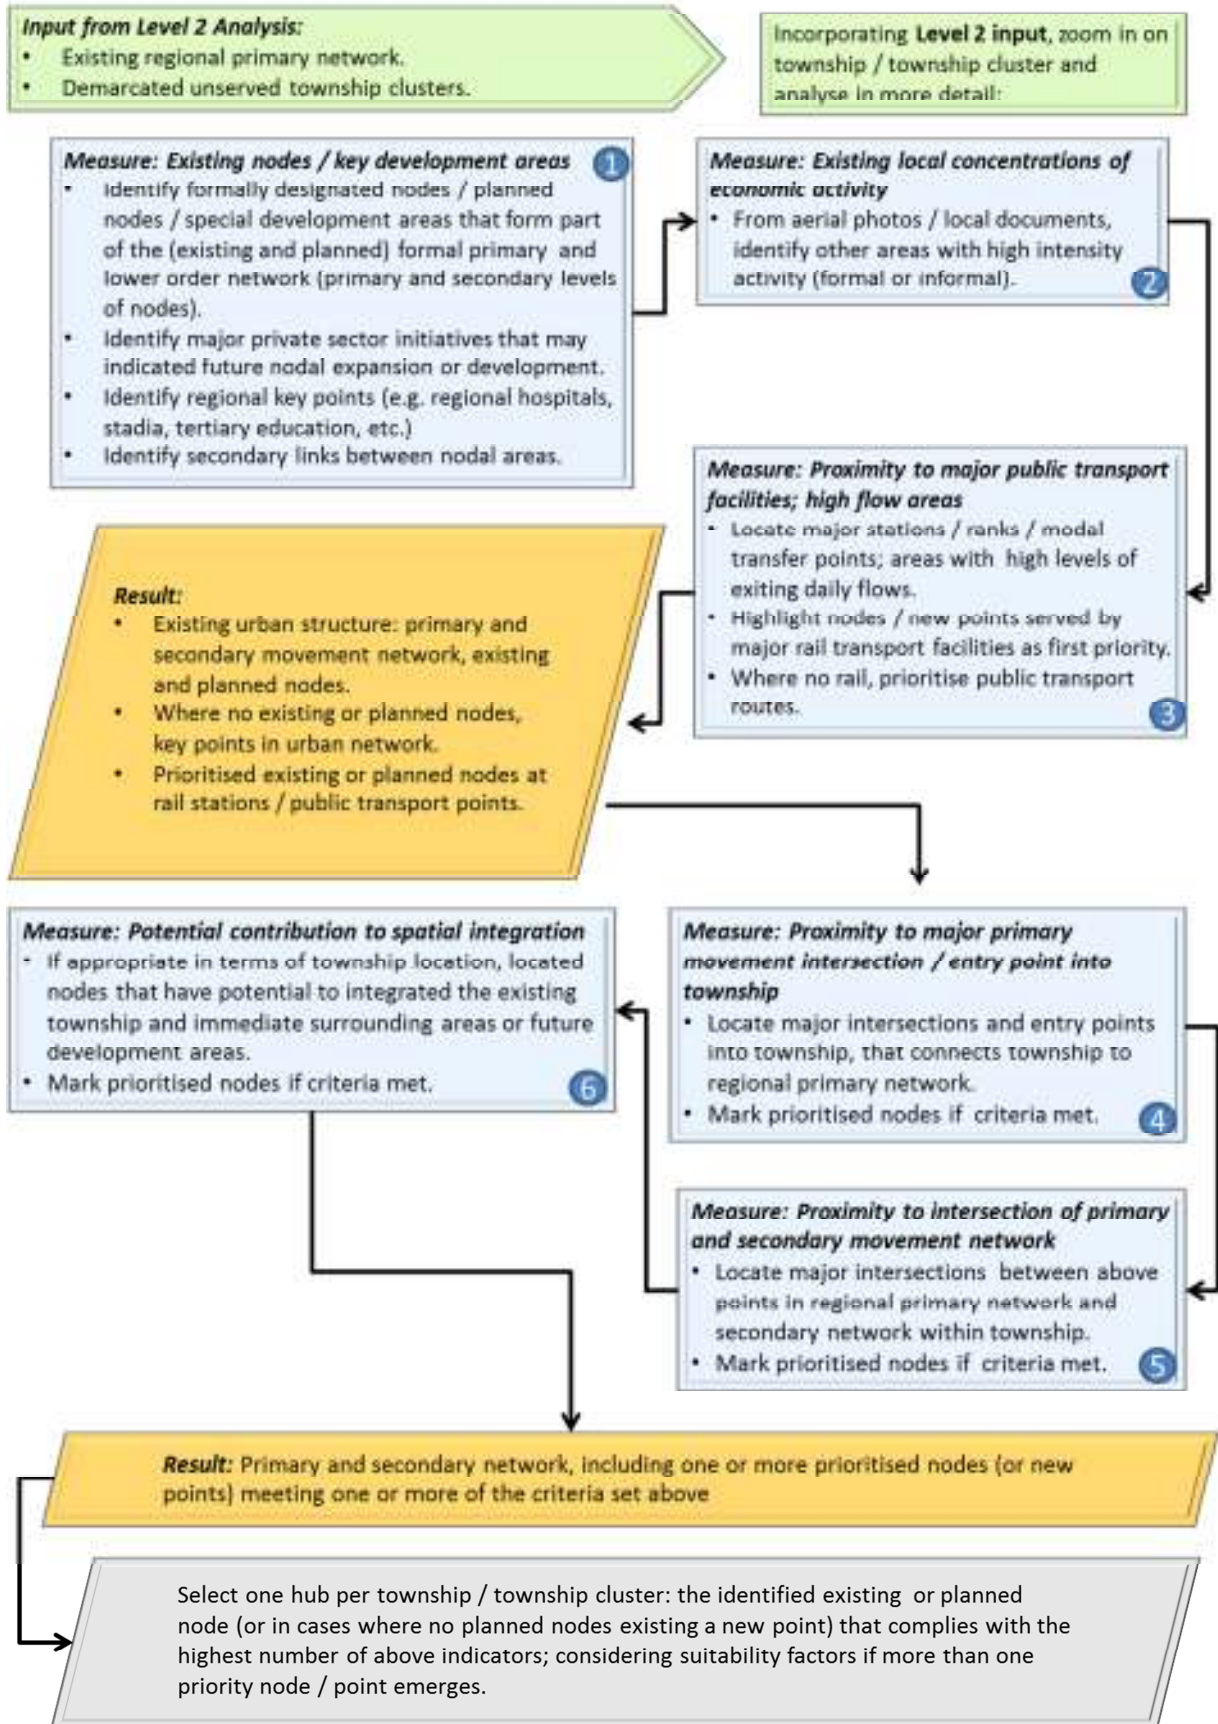 Input from Level 2 Analysis:
• Existing regional primary network.
• Demarcated unserved township clusters.
Incorporating Level 2 input, zoom in on
township / township cluster and
analyse in more detail:
Measure: Existing nodes / key development areas 1
• Identify formally designated nodes / planned
nodes / special development areas that form part
of the (existing and planned) formal primary and
lower order network (primary and secondary levels
of nodes).
• Identify major private sector initiatives that may
indicated future nodal expansion or development.
• Identify regional key points (e.g. regional hospitals,
stadia, tertiary education, etc.)
• Identify secondary links between nodal areas.
Measure: Existing local concentrations of
economic activity
• From aerial photos / local documents,
identify other areas with high intensity
activity (formal or informal).
2
Measure: Proximity to major public transport
facilities; high flow areas
• Locate major stations / ranks / modal
transfer points; areas with high levels of
exiting daily flows.
• Highlight nodes / new points served by
major rail transport facilities as first priority.
• Where no rail, prioritise public transport
routes.
3
Result:
• Existing urban structure: primary and
secondary movement network, existing
and planned nodes.
• Where no existing or planned nodes,
key points in urban network.
• Prioritised existing or planned nodes at
rail stations / public transport points.
Measure: Proximity to major primary
movement intersection / entry point into
township
• Locate major intersections and entry points
into township, that connects township to
regional primary network.
• Mark prioritised nodes if criteria met.
4
Measure: Proximity to intersection of primary
and secondary movement network
• Locate major intersections between above
points in regional primary network and
secondary network within township.
• Mark prioritised nodes if criteria met.
5
Measure: Potential contribution to spatial integration
• If appropriate in terms of township location, located
nodes that have potential to integrated the existing
township and immediate surrounding areas or future
development areas.
• Mark prioritised nodes if criteria met.
6
Result: Primary and secondary network, including one or more prioritised nodes (or new
points) meeting one or more of the criteria set above
Select one hub per township / township cluster: the identified existing or planned
node (or in cases where no planned nodes existing a new point) that complies with the
highest number of above indicators; considering suitability factors if more than one
priority node / point emerges.